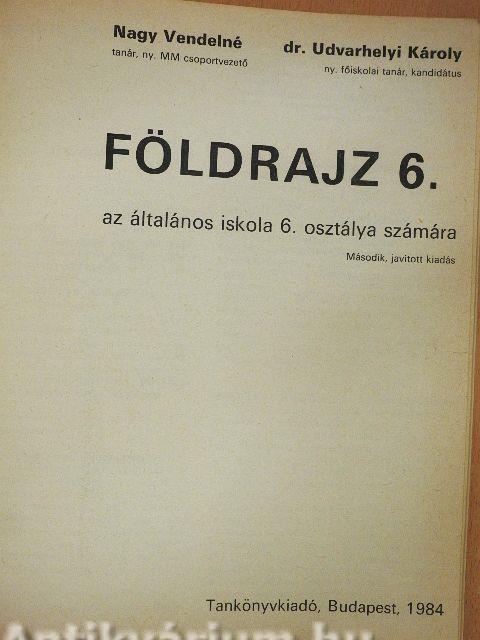 Nagy Vendelné
tanár, ny. MM csoportvezető
dr. Udvarhelyi Károly
ny. főiskolai tanár, kandidátus
FÖLDRAJZ 6.
az általános iskola 6. osztálya számára
Második, javított kiadás
Tankönyvkiadó, Budapest, 1984
Antikvárium.hu